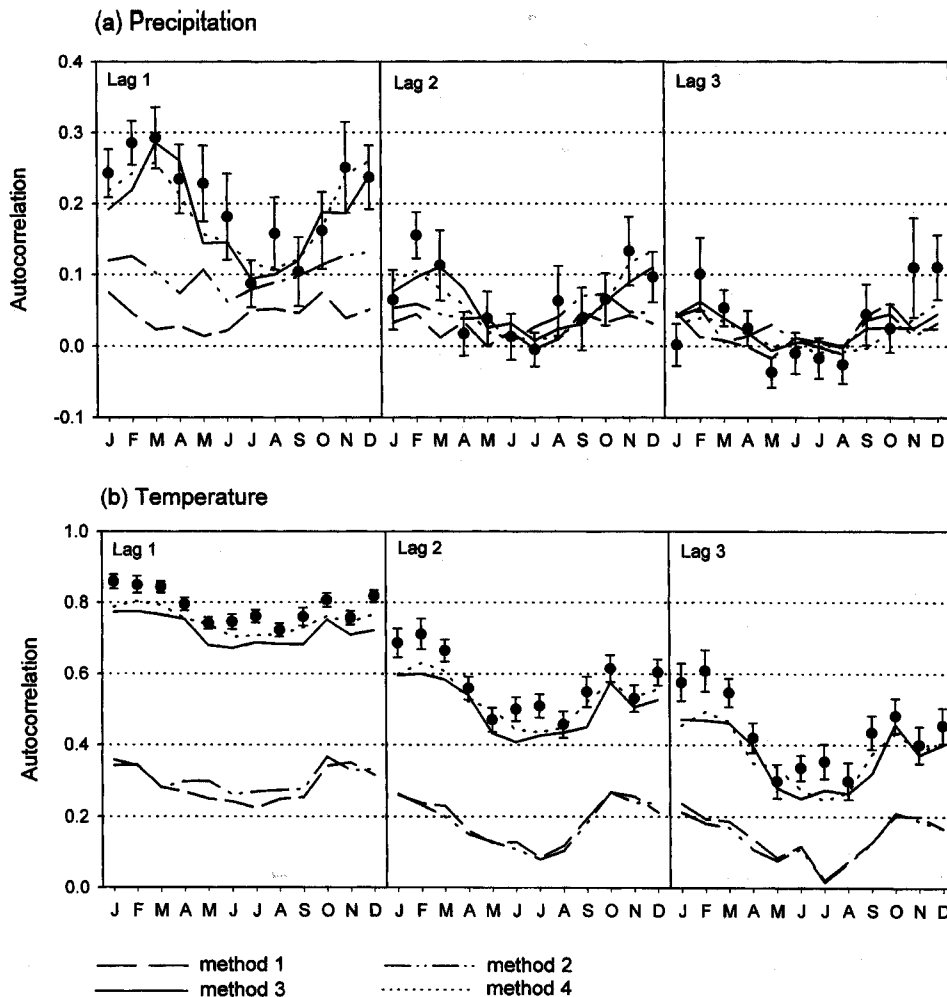 (a) Precipitation
Autocorrelation
0.4
0.3
0.2
0.1
0.0
-0.1
Lag 1
Lag 2
Lag 3
J F M A M J J A S O N D
J F M A M J J A S O N D
J F M A M J J A S O N D
(b) Temperature
Autocorrelation
1.0
0.8
0.6
0.4
0.2
0.0
Lag 1
Lag 2
Lag 3
J F M A M J J A S O N D
J F M A M J J A S O N D
J F M A M J J A S O N D
method 1
method 2
method 3
method 4